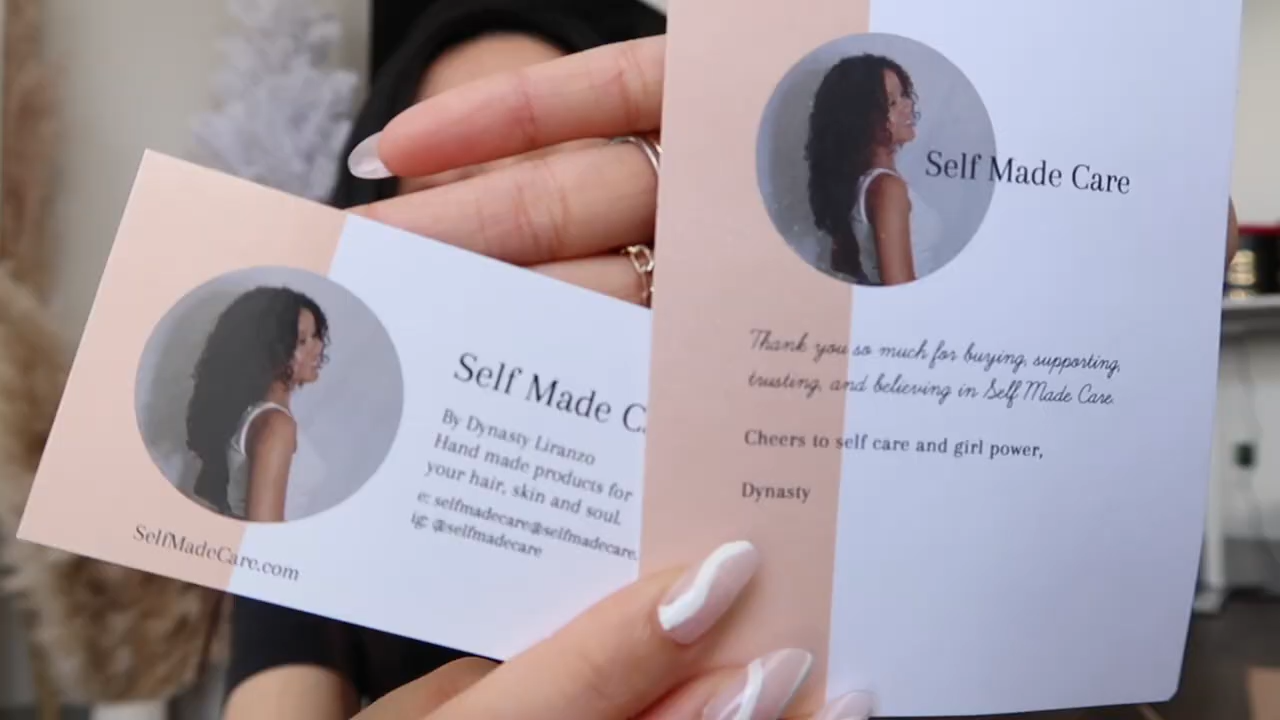 Self Made
By Dynasty Liranzo
Hand made products for
your hair, skin and soul.
e: selfmadecare@selfmadecare.
ig: @selfmadecare
SelfMadeCare.com
Self Made Care
Thank you so much for buying, supporting,
trusting, and believing in Self Made Care.
Cheers to self care and girl power,
Dynasty